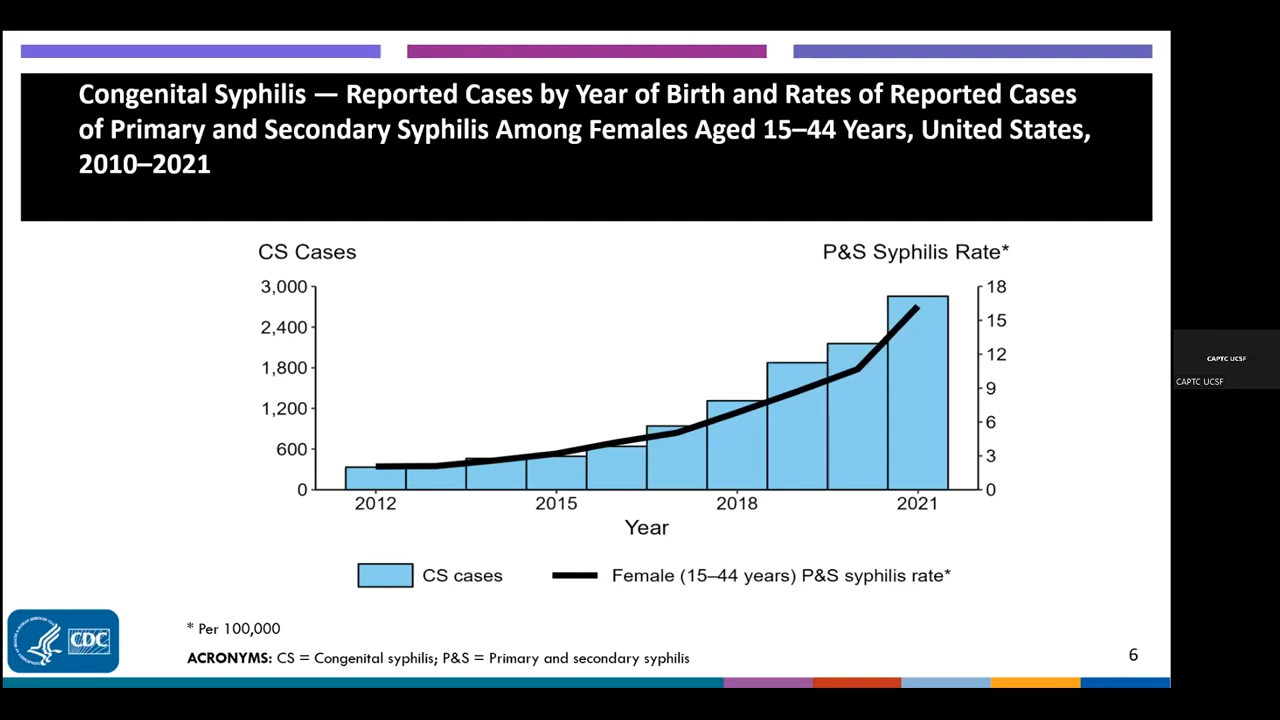 Congenital Syphilis — Reported Cases by Year of Birth and Rates of Reported Cases
of Primary and Secondary Syphilis Among Females Aged 15–44 Years, United States,
2010–2021
CS Cases
P&S Syphilis Rate*
3,000
2,400
1,800
1,200
600
0
18
15
12
9
6
3
0
2012
2015
2018
2021
Year
CS cases
Female (15–44 years) P&S syphilis rate*
* Per 100,000
ACRONYMS: CS = Congenital syphilis; P&S = Primary and secondary syphilis
CDC
6
CAPTC UCSF
CAPTC UCSF